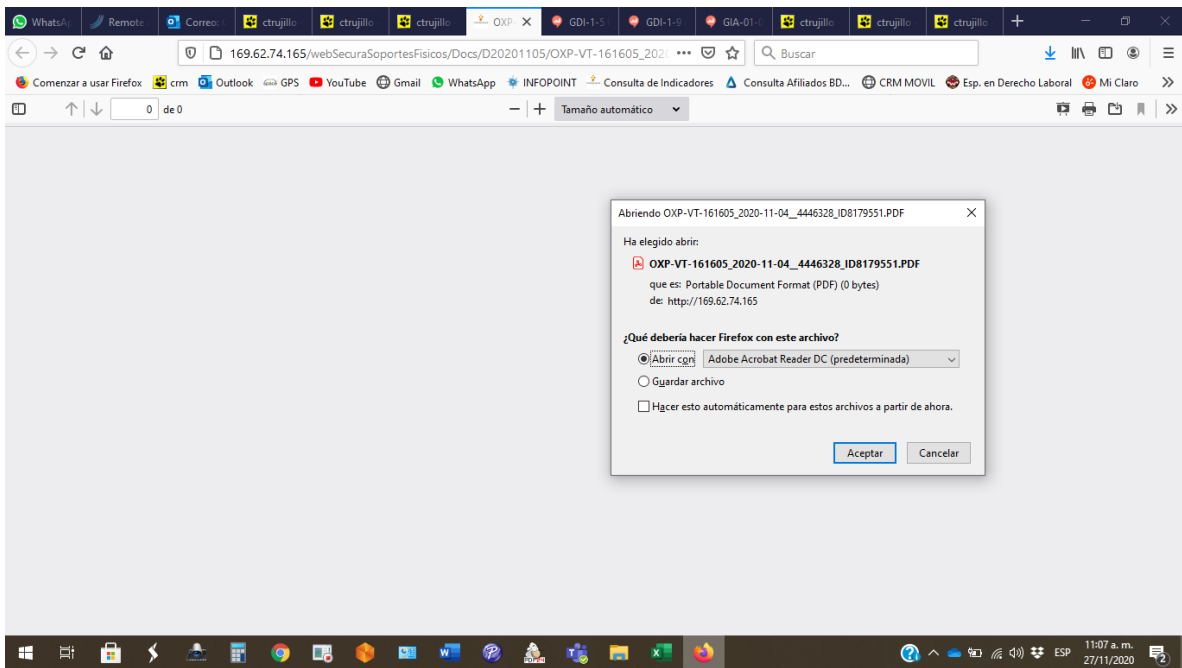 WhatsA
Remote
Correo:
ctrujillo
ctrujillo
ctrujillo
OXP-
GDI-1-5
GDI-1-9
GIA-01-
ctrujillo
ctrujillo
ctrujillo
169.62.74.165/webSecuraSoportesFisicos/Docs/D20201105/OXP-VT-161605_202
Buscar
Comenzar a usar Firefox crm Outlook GPS YouTube Gmail WhatsApp INFOPOINT Consulta de Indicadores Consulta Afiliados BD... CRM MOVIL Esp. en Derecho Laboral Mi Claro
0 de 0
Tamaño automático
Abriendo OXP-VT-161605_2020-11-04__4446328_ID8179551.PDF
Ha elegido abrir:
OXP-VT-161605_2020-11-04__4446328_ID8179551.PDF
que es: Portable Document Format (PDF) (0 bytes)
de: http://169.62.74.165
¿Qué debería hacer Firefox con este archivo?
Abrir con Adobe Acrobat Reader DC (predeterminada)
Guardar archivo
Hacer esto automáticamente para estos archivos a partir de ahora.
Aceptar Cancelar
ESP
11:07 a. m.
27/11/2020